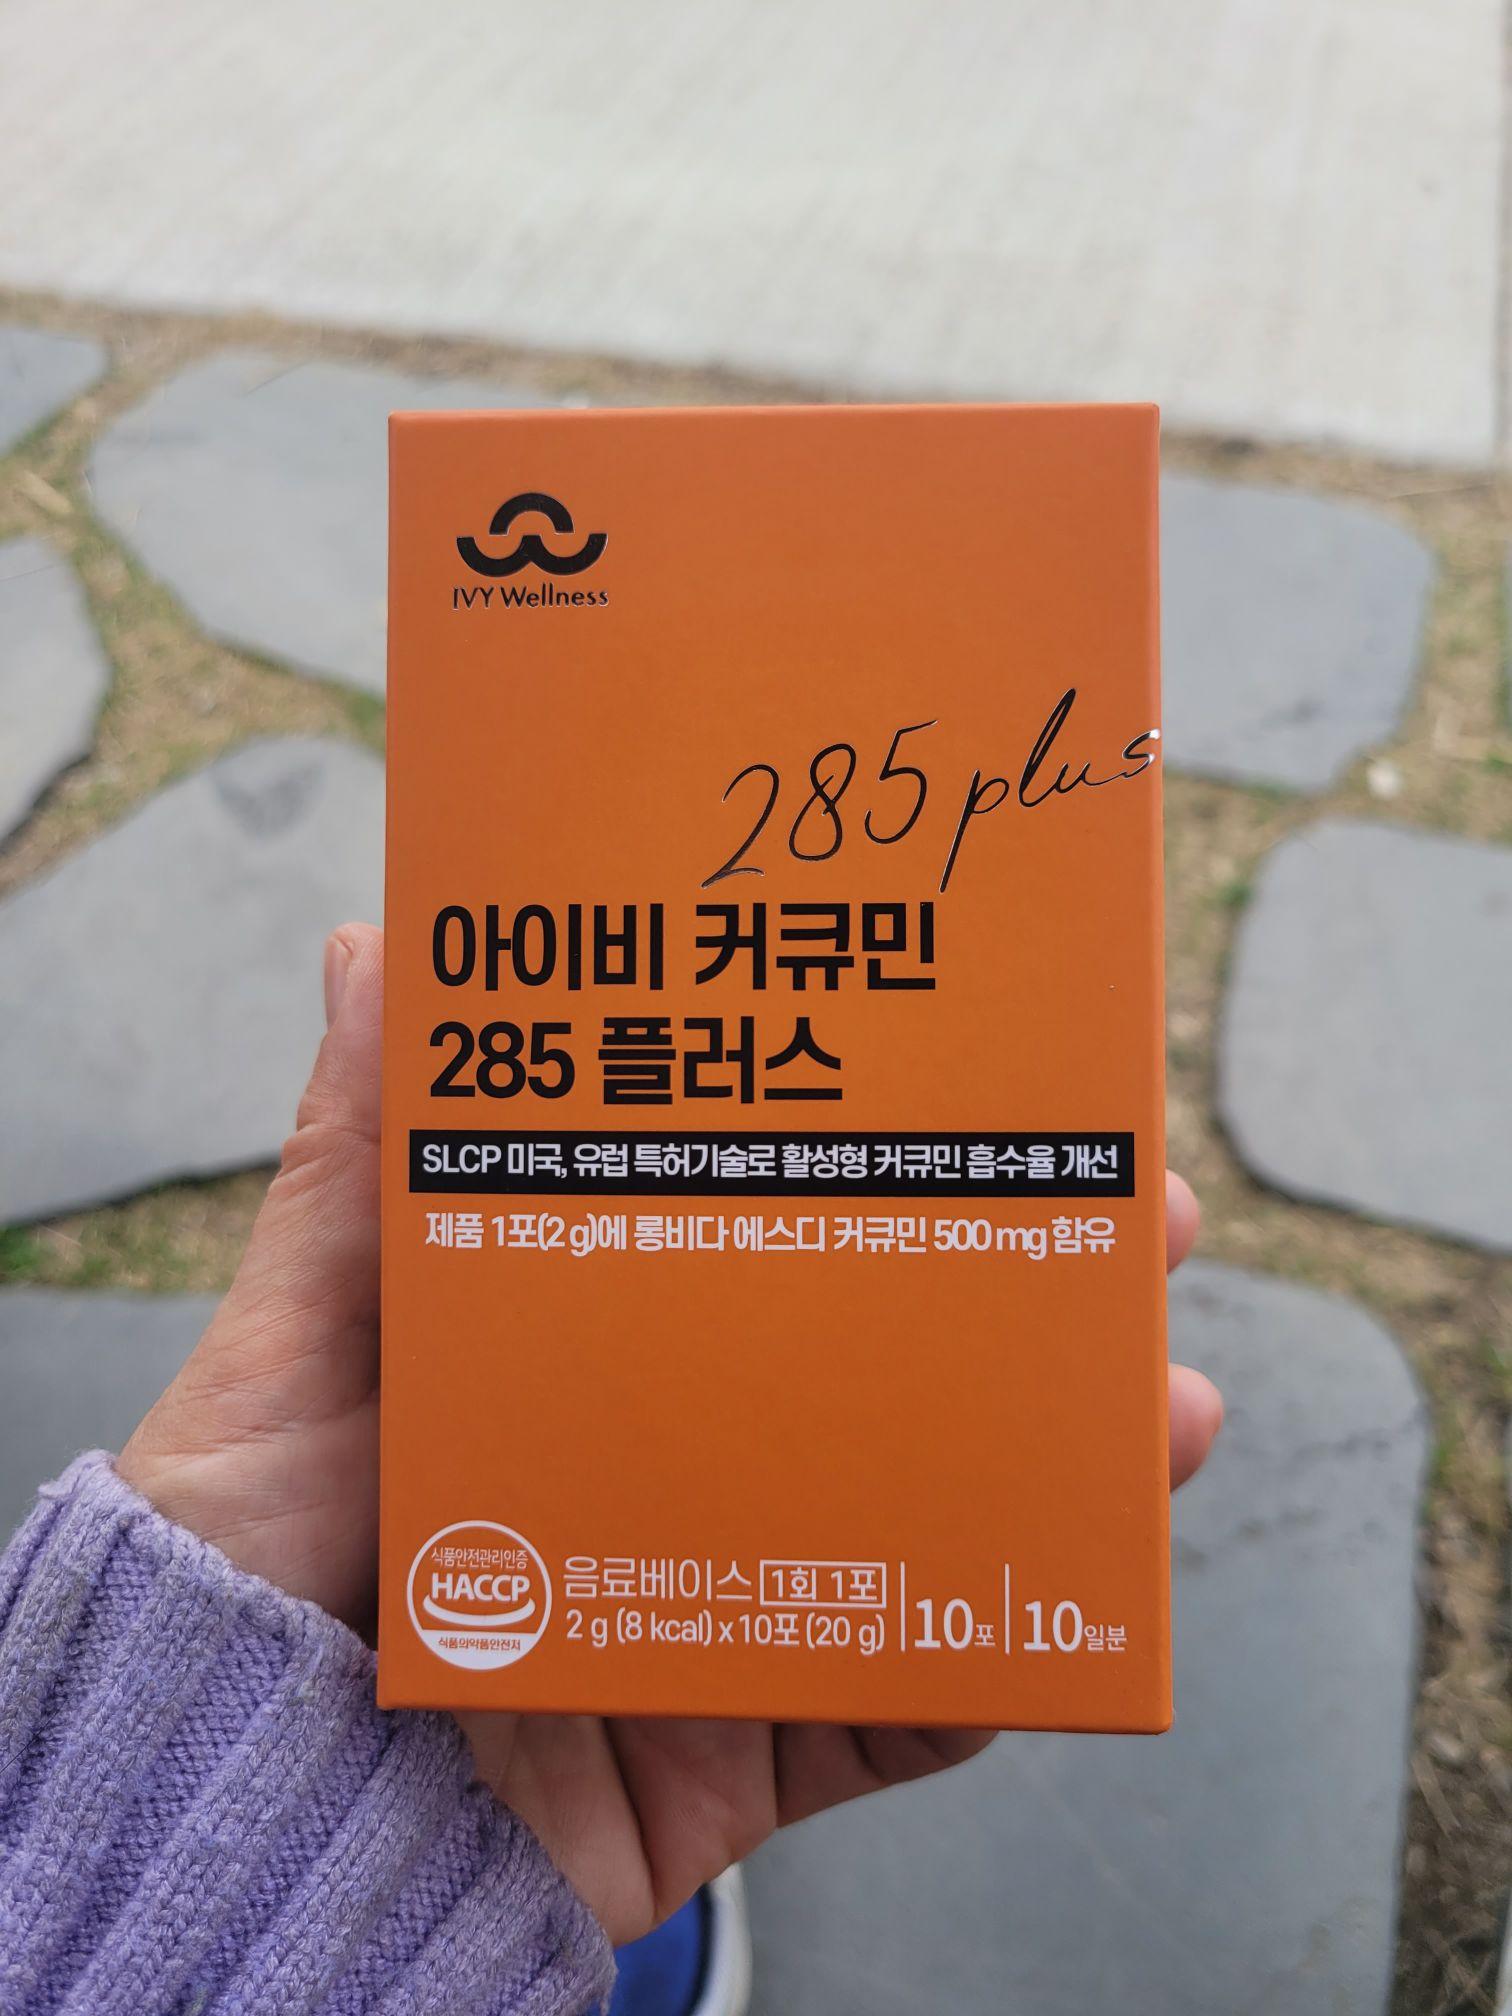 IVY Wellness
285 plus
아이비 커큐민
285 플러스
SLCP 미국, 유럽 특허기술로 활성형 커큐민 흡수율 개선
제품 1포(2 g)에 롱비다 에스디 커큐민 500 mg 함유
식품안전관리인증
HACCP
식품의약품안전처
음료베이스 1회 1포
2 g (8 kcal) x 10포 (20 g)
10포
10일분